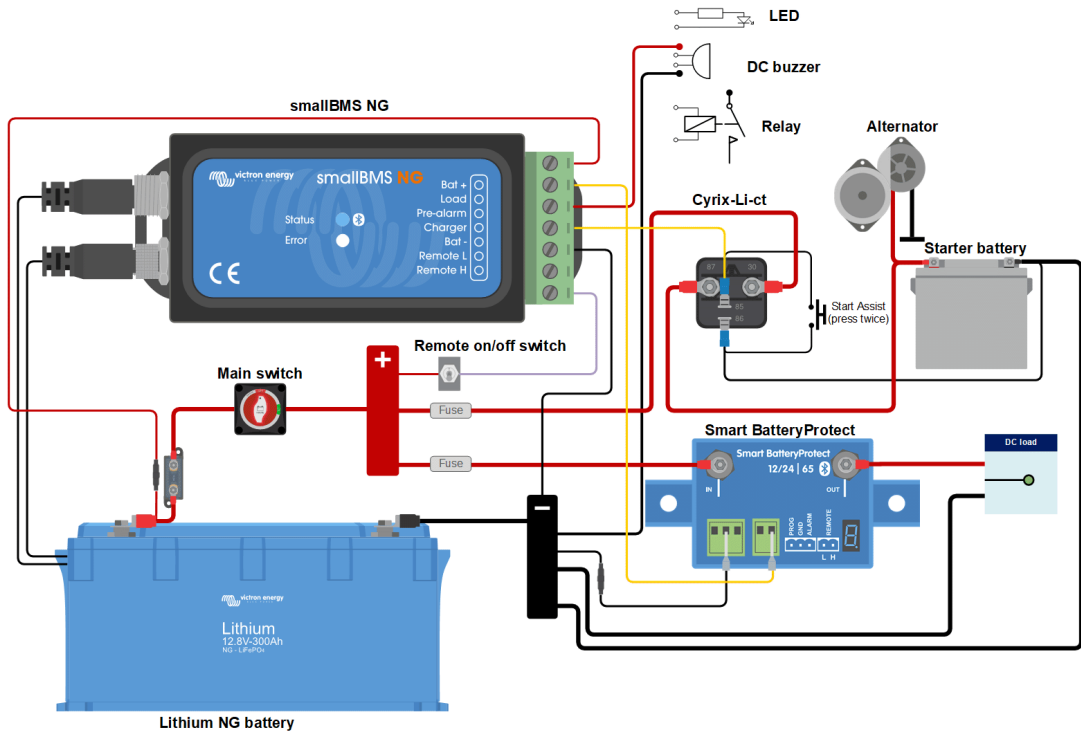 LED
DC buzzer
Relay
smallBMS NG
Alternator
victron energy
smallBMS NG
Status
Error
Bat +
Load
Pre-alarm
Charger
Bat -
Remote L
Remote H
CE
Cyrix-Li-ct
87
30
85
86
Starter battery
Start Assist
(press twice)
Remote on/off switch
Main switch
+
Fuse
Fuse
-
Smart BatteryProtect
Smart BatteryProtect
12/24 | 65
IN
OUT
PROG
GND
ALARM
REMOTE
L H
DC load
victron energy
Lithium
12.8V-300Ah
NG - LiFePO4
Lithium NG battery